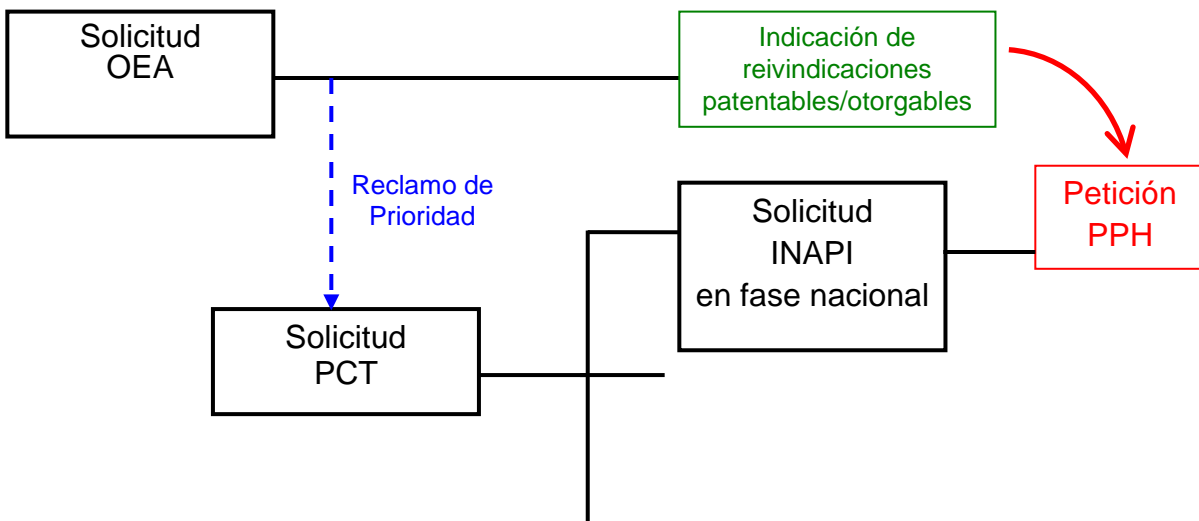 Solicitud
OEA
Indicación de
reivindicaciones
patentables/otorgables
Reclamo de
Prioridad
Solicitud
INAPI
en fase nacional
Petición
PPH
Solicitud
PCT